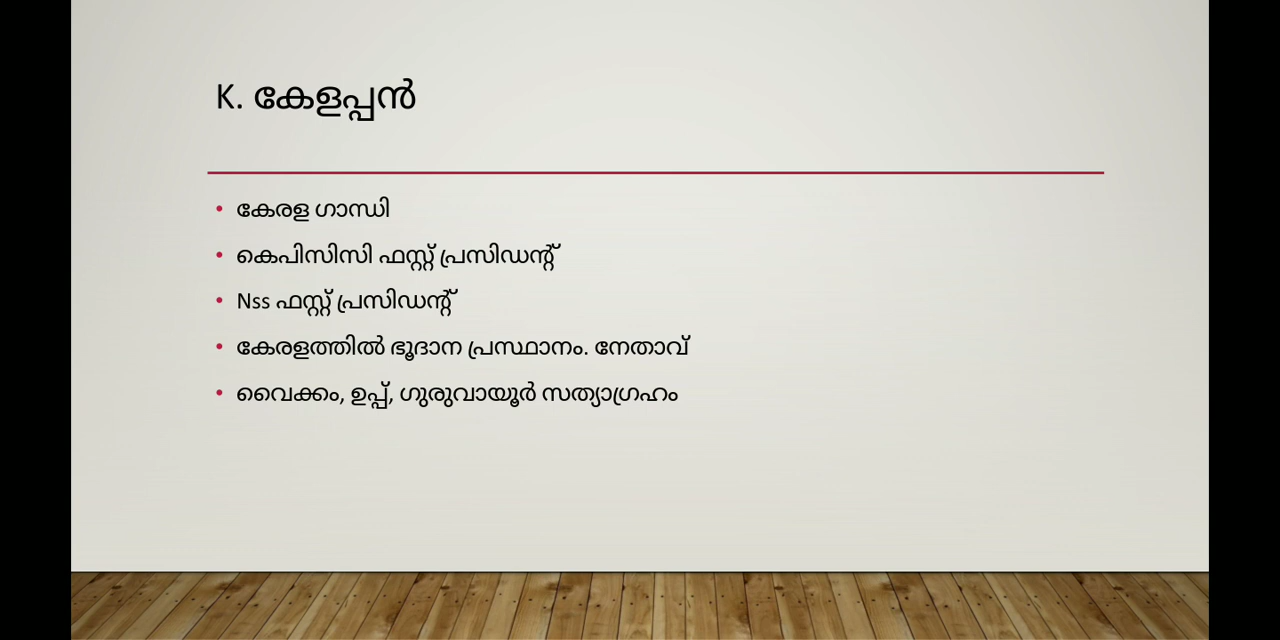 K. കേളപ്പൻ
• കേരള ഗാന്ധി
• കെപിസിസി ഫസ്റ്റ് പ്രസിഡന്റ്
• Nss ഫസ്റ്റ് പ്രസിഡന്റ്
• കേരളത്തിൽ ഭൂദാന പ്രസ്ഥാനം. നേതാവ്
• വൈക്കം, ഉപ്പ്, ഗുരുവായൂർ സത്യാഗ്രഹം